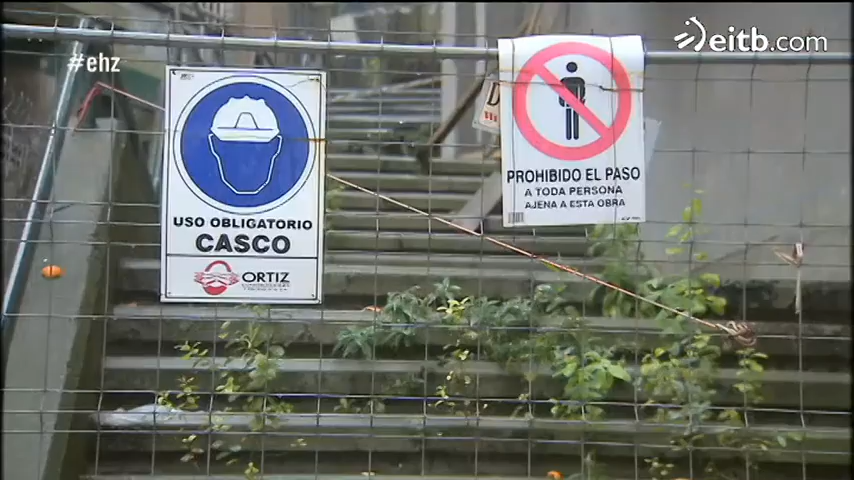 eitb.com
#ehz
PROHIBIDO EL PASO
A TODA PERSONA
AJENA A ESTA OBRA
USO OBLIGATORIO
CASCO
ORTIZ